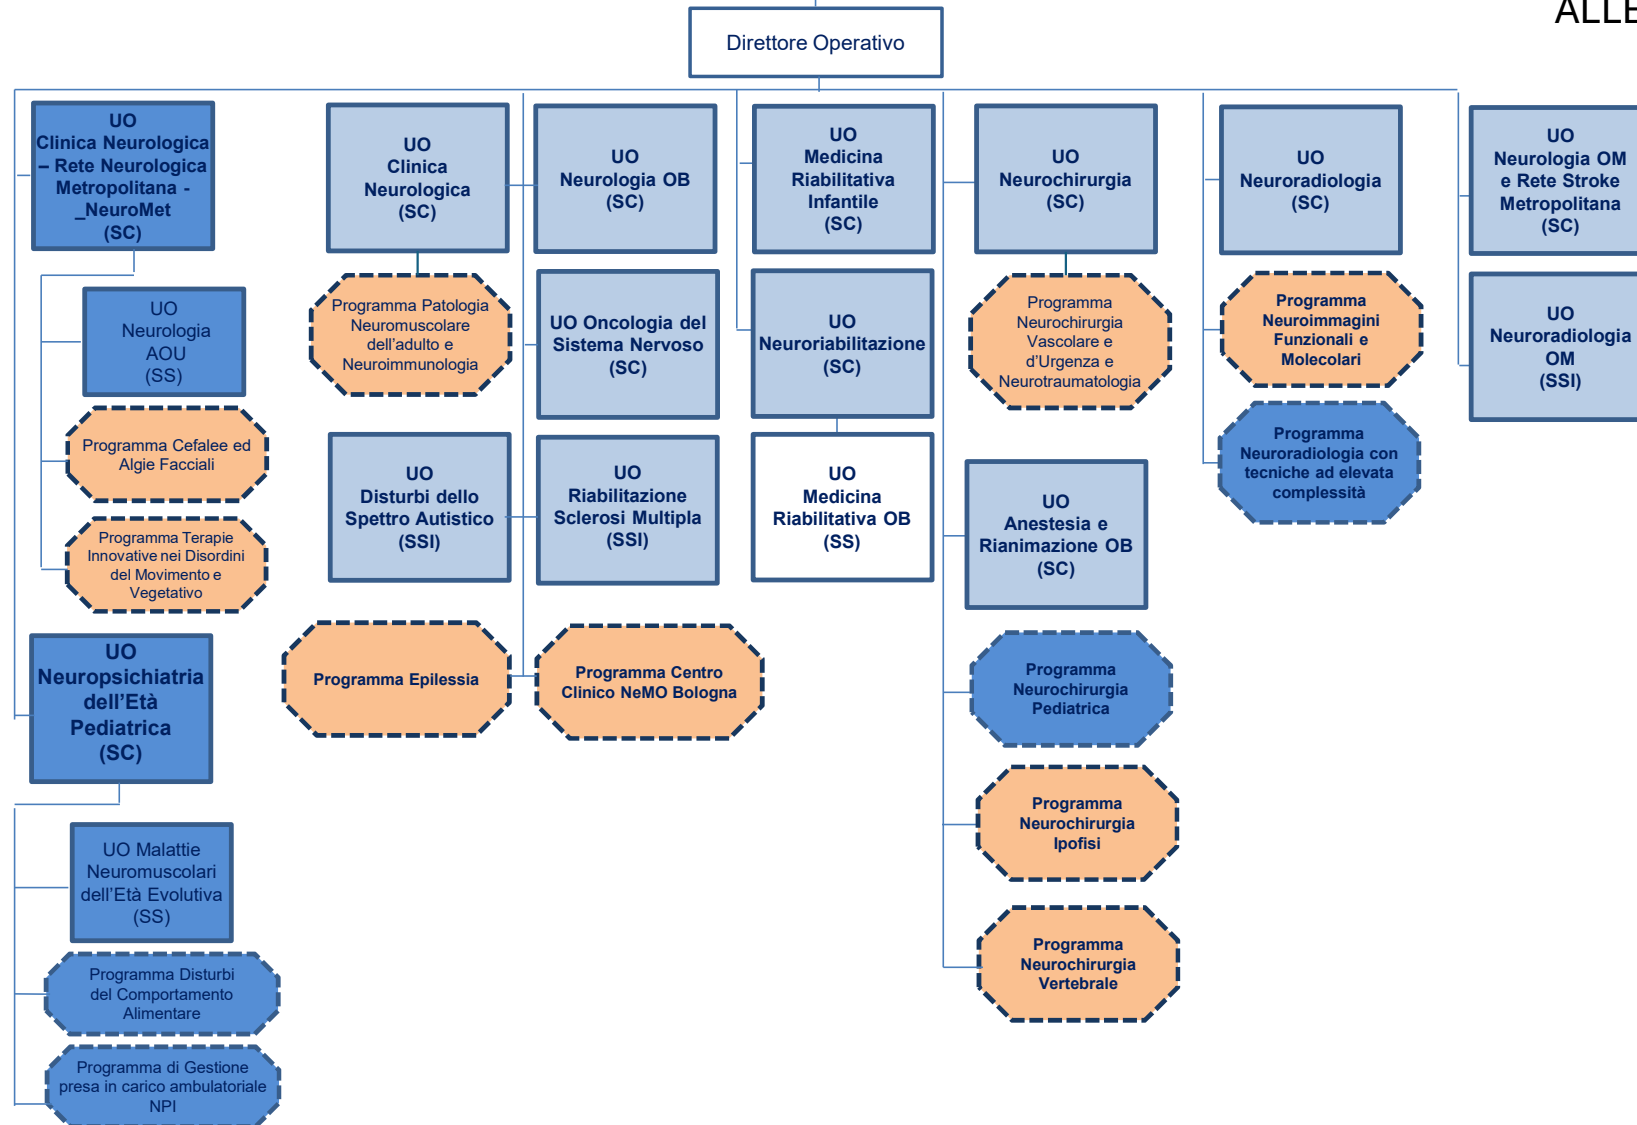 ALLE
Direttore Operativo
UO
Clinica Neurologica
– Rete Neurologica
Metropolitana -
_NeuroMet
(SC)
UO
Neurologia
AOU
(SS)
Programma Cefalee ed
Algie Facciali
Programma Terapie
Innovative nei Disordini
del Movimento e
Vegetativo
UO
Neuropsichiatria
dell'Età
Pediatrica
(SC)
UO Malattie
Neuromuscolari
dell'Età Evolutiva
(SS)
Programma Disturbi
del Comportamento
Alimentare
Programma di Gestione
presa in carico ambulatoriale
NPI
UO
Clinica
Neurologica
(SC)
Programma Patologia
Neuromuscolare
dell'adulto e
Neuroimmunologia
UO
Disturbi dello
Spettro Autistico
(SSI)
Programma Epilessia
UO
Neurologia OB
(SC)
UO Oncologia del
Sistema Nervoso
(SC)
UO
Riabilitazione
Sclerosi Multipla
(SSI)
Programma Centro
Clinico NeMO Bologna
UO
Medicina
Riabilitativa
Infantile
(SC)
UO
Neuroriabilitazione
(SC)
UO
Medicina
Riabilitativa OB
(SS)
UO
Neurochirurgia
(SC)
Programma
Neurochirurgia
Vascolare e
d'Urgenza e
Neurotraumatologia
UO
Anestesia e
Rianimazione OB
(SC)
Programma
Neurochirurgia
Pediatrica
Programma
Neurochirurgia
Ipofisi
Programma
Neurochirurgia
Vertebrale
UO
Neuroradiologia
(SC)
Programma
Neuroimmagini
Funzionali e
Molecolari
Programma
Neuroradiologia con
tecniche ad elevata
complessità
UO
Neurologia OM
e Rete Stroke
Metropolitana
(SC)
UO
Neuroradiologia
OM
(SSI)